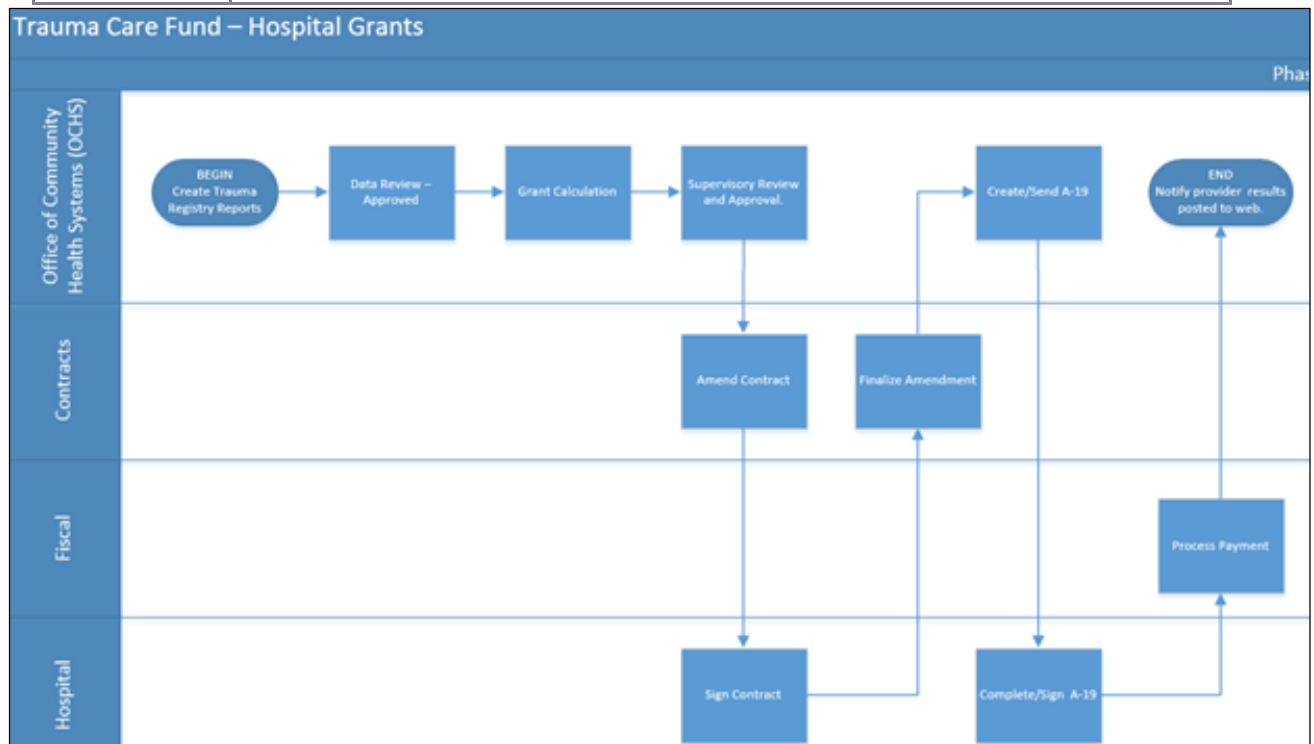 Trauma Care Fund – Hospital Grants
Phas
Office of Community
Health Systems (OCHS)
BEGIN
Create Trauma
Registry Reports
Data Review –
Approved
Grant Calculation
Supervisory Review
and Approval.
Create/Send A-19
END
Notify provider results
posted to web.
Contracts
Amend Contract
Finalize Amendment
Fiscal
Process Payment
Hospital
Sign Contract
Complete/Sign A-19